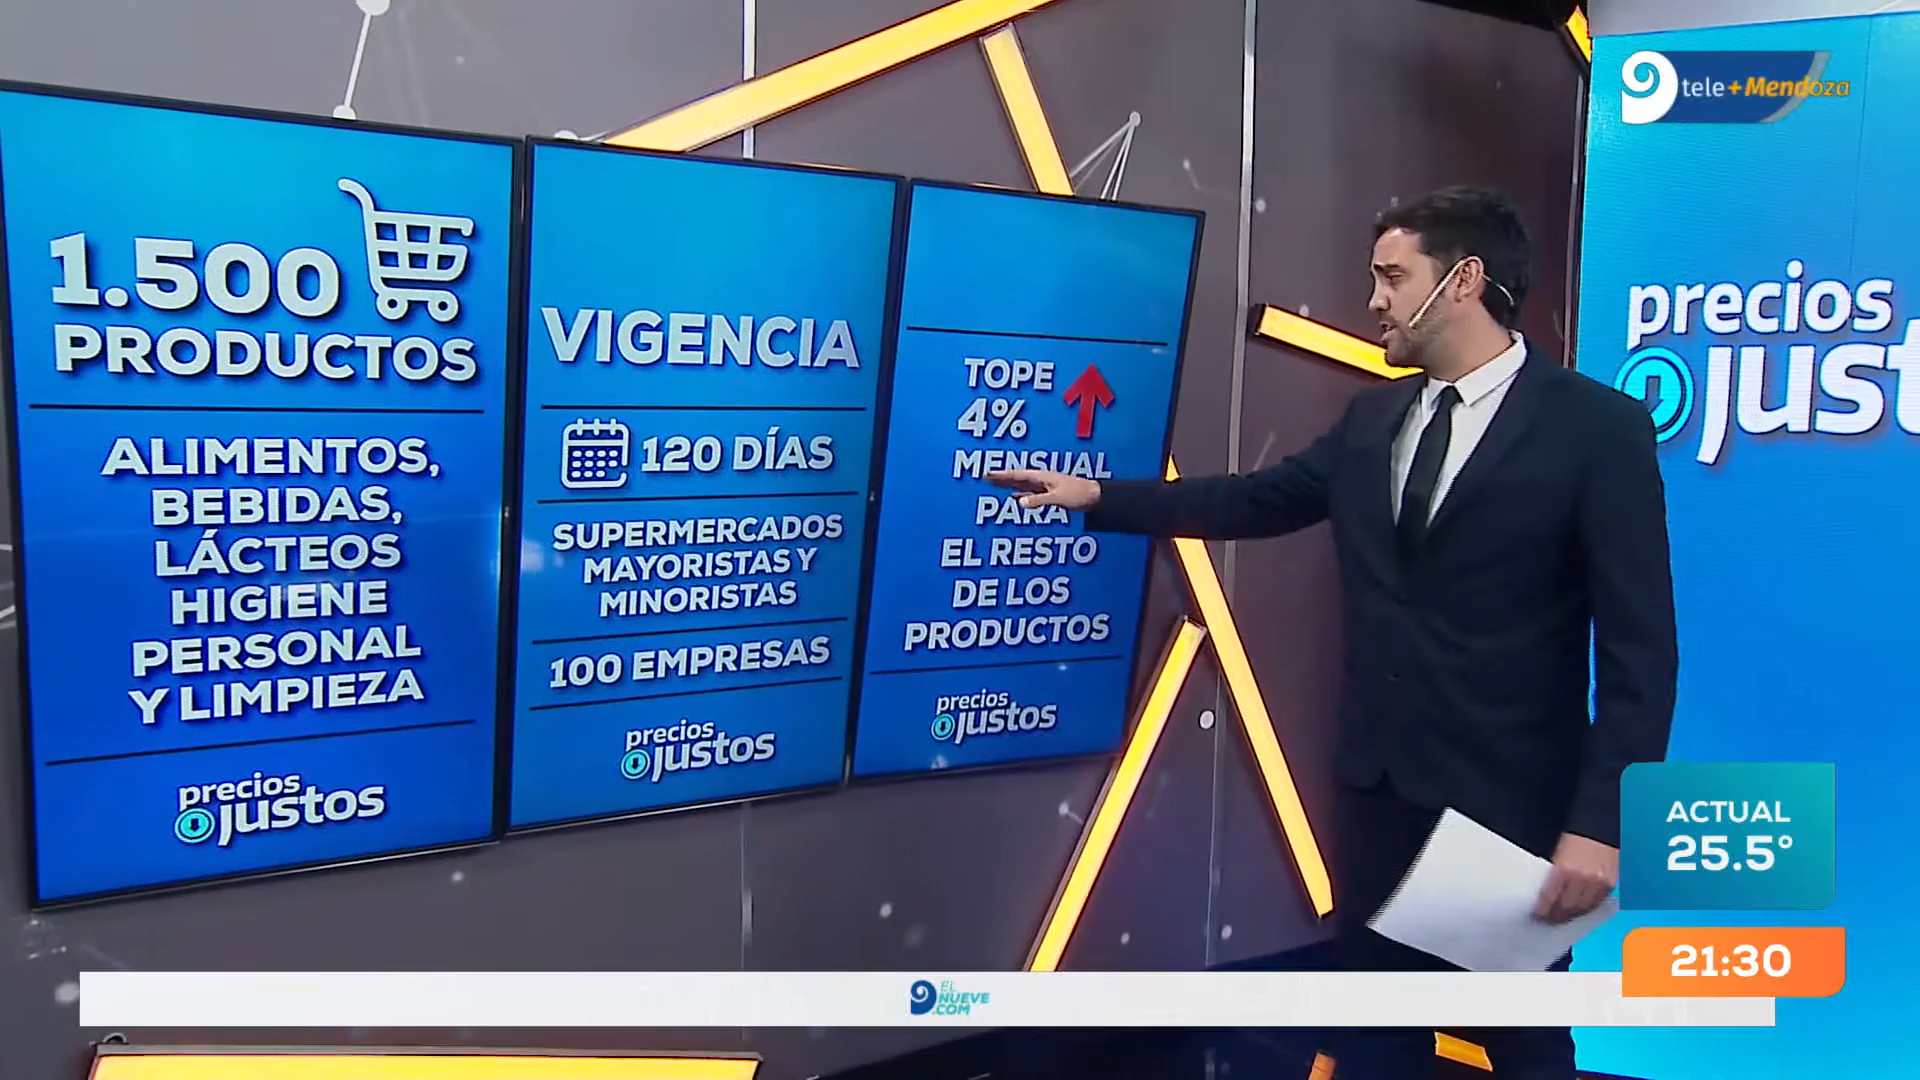 1.500
PRODUCTOS
ALIMENTOS,
BEBIDAS,
LÁCTEOS
HIGIENE
PERSONAL
Y LIMPIEZA
precios
justos
VIGENCIA
120 DÍAS
SUPERMERCADOS
MAYORISTAS Y
MINORISTAS
100 EMPRESAS
precios
justos
TOPE
4%
MENSUAL
PARA
EL RESTO
DE LOS
PRODUCTOS
precios
justos
9 tele+Mendoza
precios
just
ACTUAL
25.5°
21:30
9 EL
NUEVE
.COM